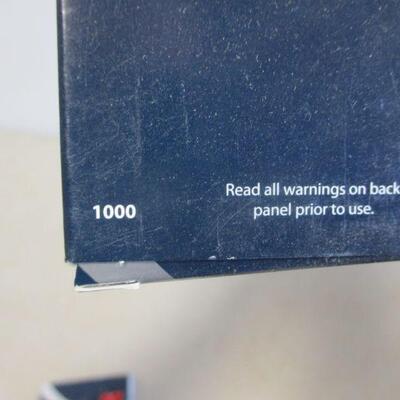 Read all warnings on back
panel prior to use.
1000